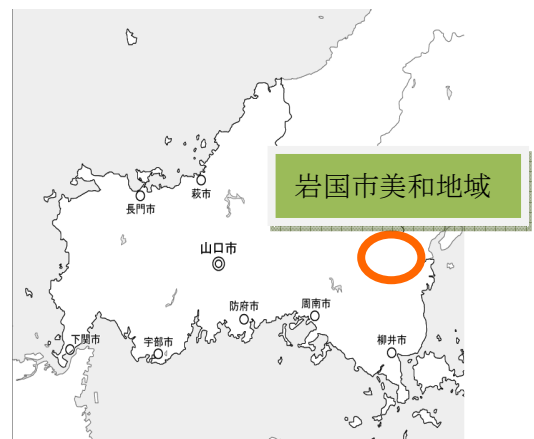 岩国市美和地域
萩市
長門市
山口市
防府市
周南市
下関市
宇部市
柳井市